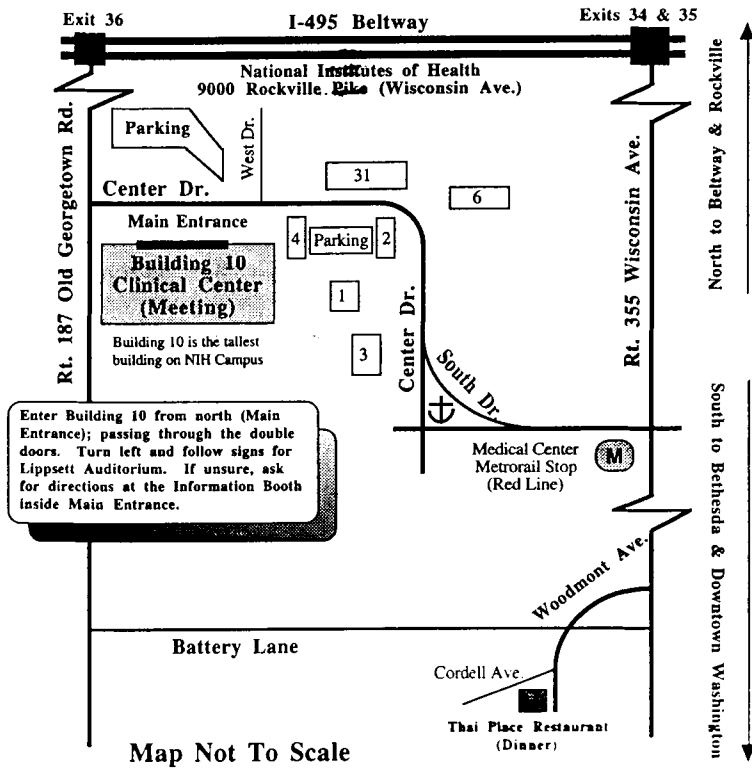 Exit 36
I-495 Beltway
Exits 34 & 35
National Institutes of Health
9000 Rockville Pike (Wisconsin Ave.)
Parking
West Dr.
31
6
Center Dr.
Main Entrance
4
Parking
2
Building 10
Clinical Center
(Meeting)
1
Building 10 is the tallest
building on NIH Campus
3
Center Dr.
South Dr.
Rt. 187 Old Georgetown Rd.
Rt. 355 Wisconsin Ave.
North to Beltway & Rockville
South to Bethesda & Downtown Washington
Enter Building 10 from north (Main
Entrance); passing through the double
doors. Turn left and follow signs for
Lippsett Auditorium. If unsure, ask
for directions at the Information Booth
inside Main Entrance.
Medical Center
Metrorail Stop
(Red Line)
M
Woodmont Ave.
Battery Lane
Cordell Ave.
Thai Place Restaurant
(Dinner)
Map Not To Scale